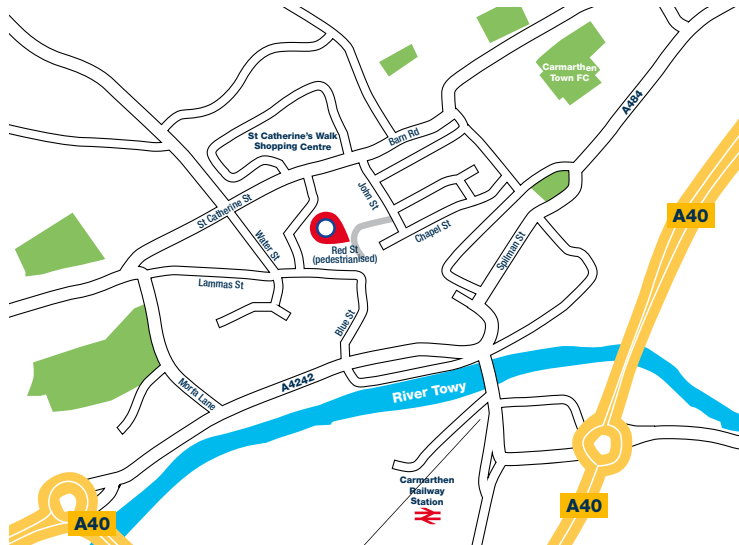 Carmarthen
Town FC
A484
Barn Rd
St Catherine's Walk
Shopping Centre
John St
St Catherine St
A40
Chapel St
Water St
Red St
(pedestrianised)
Spilman St
Lammas St
Blue St
A4242
Morfa Lane
River Towy
Carmarthen
Railway
Station
A40
A40